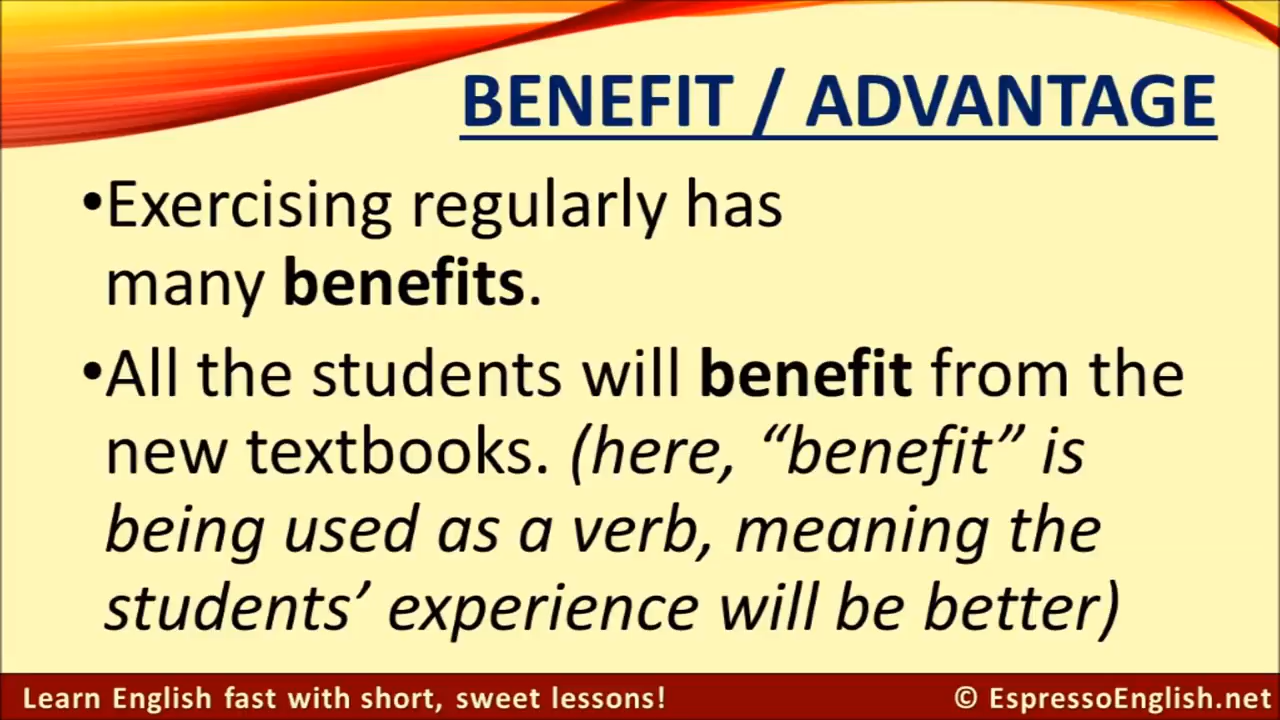 BENEFIT / ADVANTAGE
•Exercising regularly has
many benefits.
•All the students will benefit from the
new textbooks. (here, “benefit” is
being used as a verb, meaning the
students’ experience will be better)
Learn English fast with short, sweet lessons!
© EspressoEnglish.net